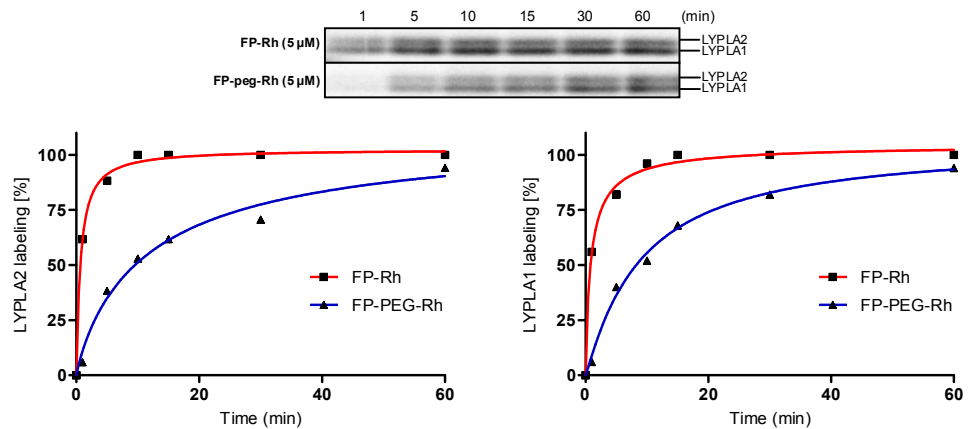 1 5 10 15 30 60 (min)
FP-Rh (5 µM)
LYPLA2
LYPLA1
FP-peg-Rh (5 µM)
LYPLA2
LYPLA1
LYPLA2 labeling [%]
100
75
50
25
0
0 20 40 60
Time (min)
FP-Rh
FP-PEG-Rh
LYPLA1 labeling [%]
100
75
50
25
0
0 20 40 60
Time (min)
FP-Rh
FP-PEG-Rh